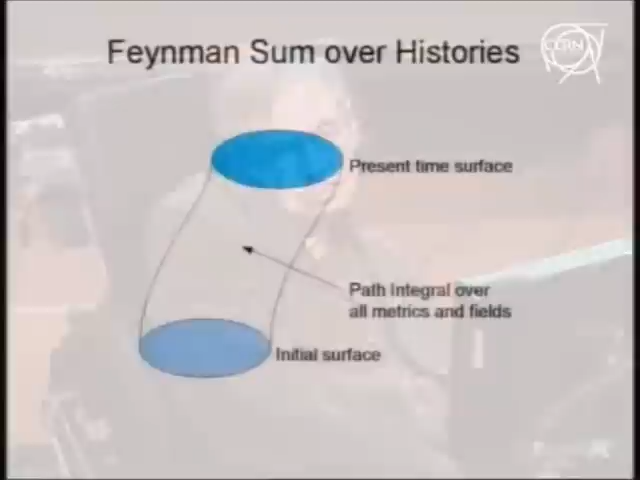 Feynman Sum over Histories
CERN
Present time surface
Path Integral over
all metrics and fields
Initial surface